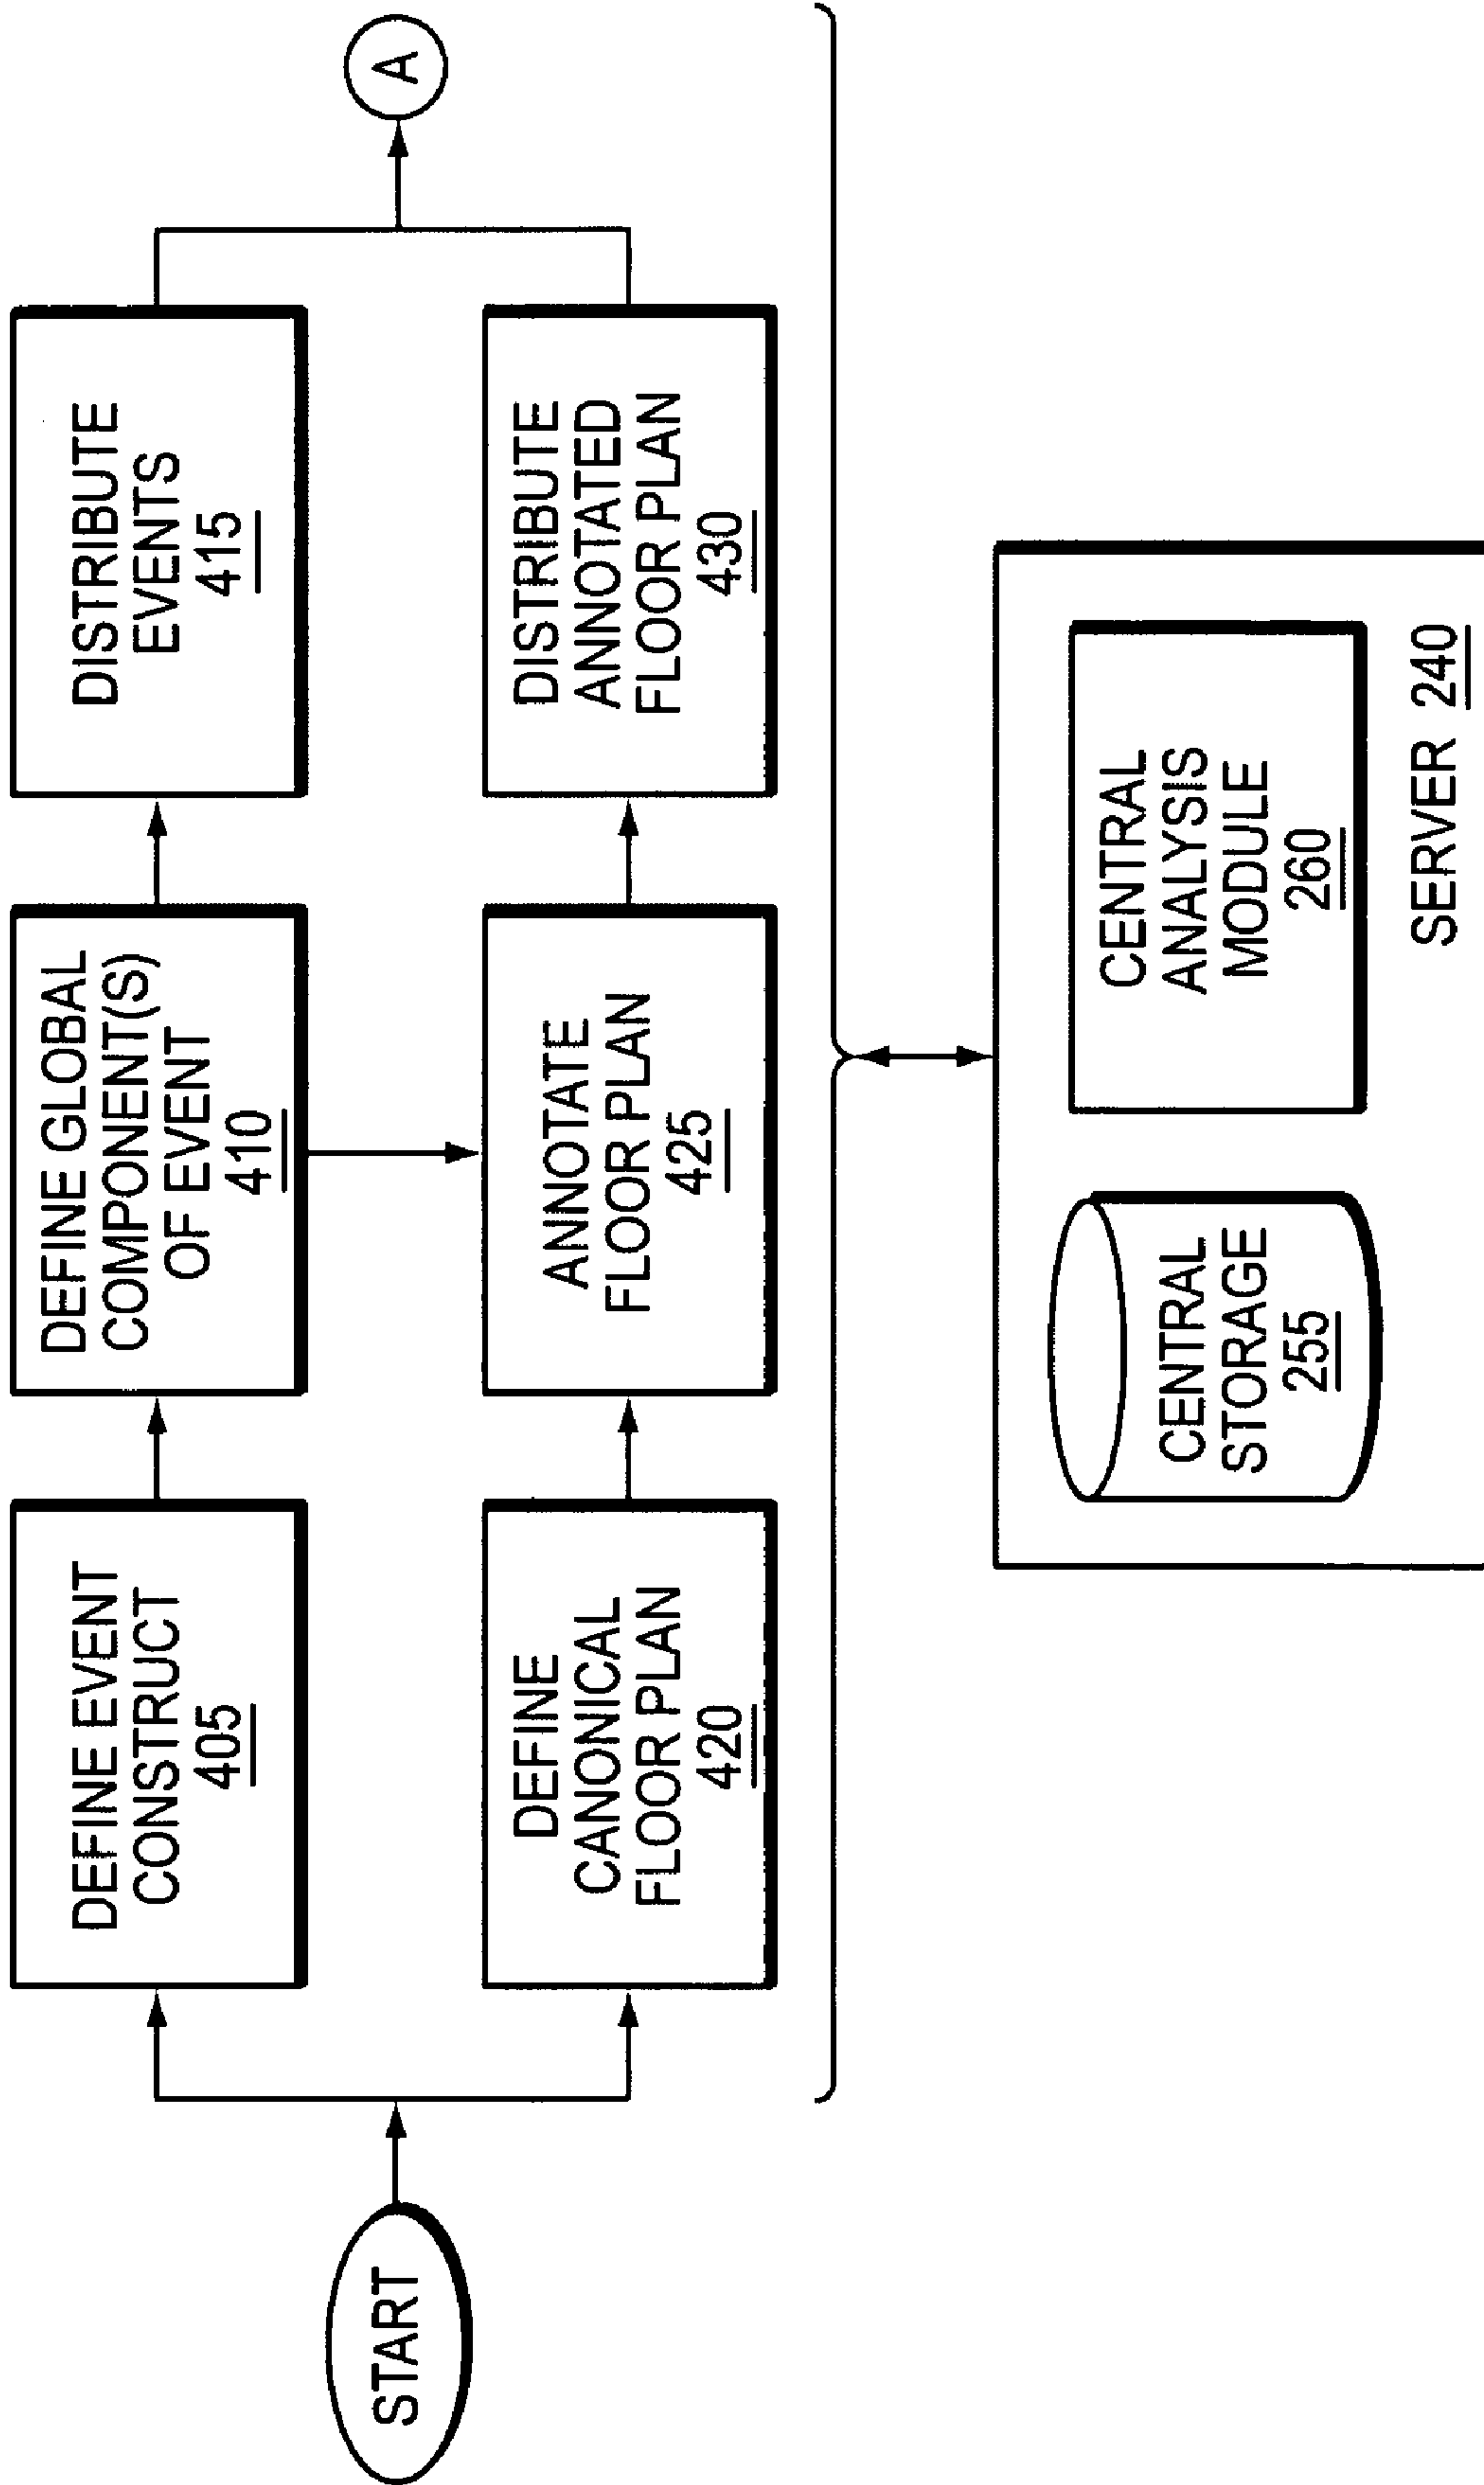 START
DEFINE EVENT
CONSTRUCT
405
DEFINE GLOBAL
COMPONENT(S)
OF EVENT
410
DISTRIBUTE
EVENTS
415
DEFINE
CANONICAL
FLOOR PLAN
420
ANNOTATE
FLOOR PLAN
425
DISTRIBUTE
ANNOTATED
FLOOR PLAN
430
A
CENTRAL
STORAGE
255
CENTRAL
ANALYSIS
MODULE
260
SERVER 240